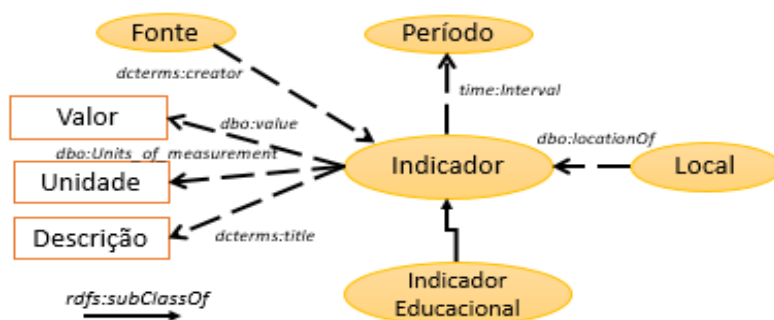 Fonte
Período
dcterms:creator
time:Interval
Valor
dbo:value
dbo:Units_of_measurement
dbo:locationOf
Indicador
Local
Unidade
Descrição
dcterms:title
Indicador
Educacional
rdfs:subClassOf